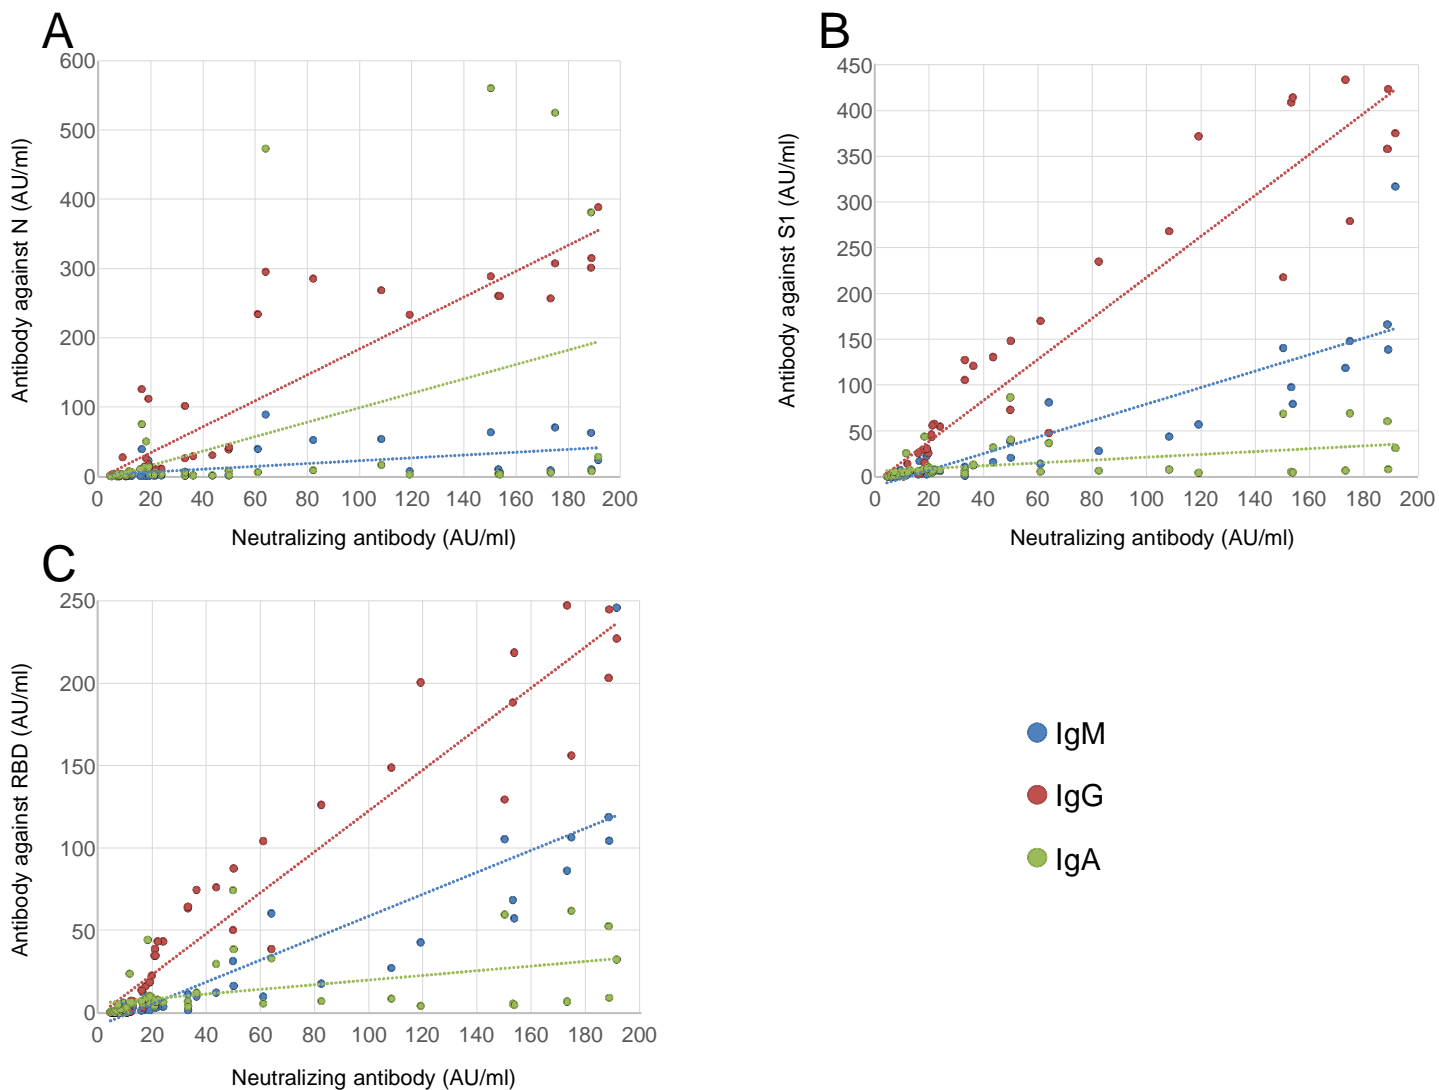 A
600
500
400
300
200
100
0
Antibody against N (AU/ml)
0 20 40 60 80 100 120 140 160 180 200
Neutralizing antibody (AU/ml)
B
450
400
350
300
250
200
150
100
50
0
Antibody against S1 (AU/ml)
0 20 40 60 80 100 120 140 160 180 200
Neutralizing antibody (AU/ml)
C
250
200
150
100
50
0
Antibody against RBD (AU/ml)
0 20 40 60 80 100 120 140 160 180 200
Neutralizing antibody (AU/ml)
IgM
IgG
IgA